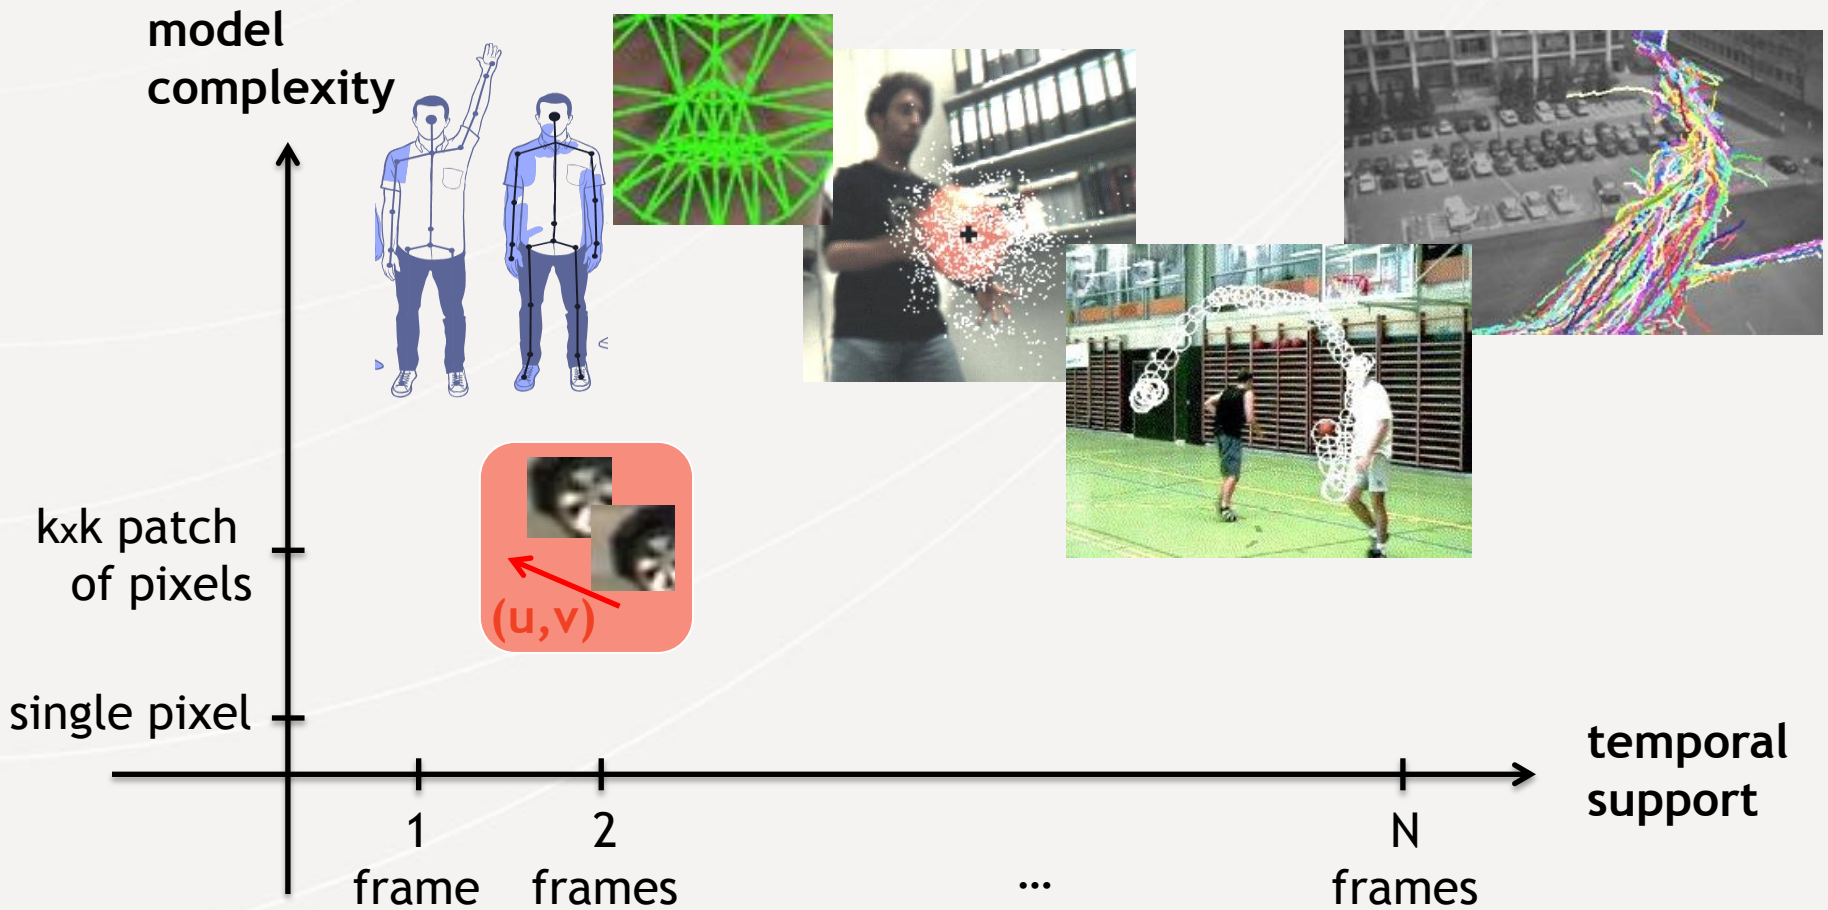 model
complexity
kxk patch
of pixels
(u,v)
single pixel
temporal
support
1
frame
2
frames
...
N
frames